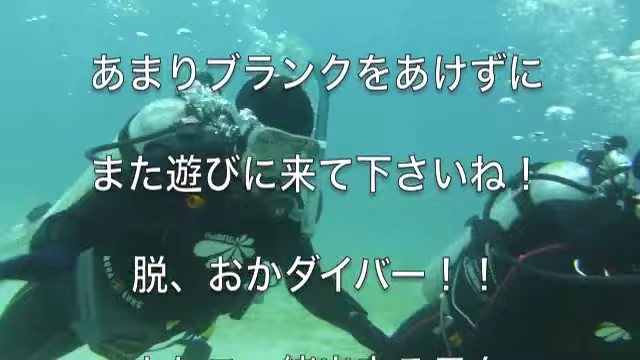 あまりブランクをあけずに
また遊びに来て下さいね！
脱、おかダイバー！！